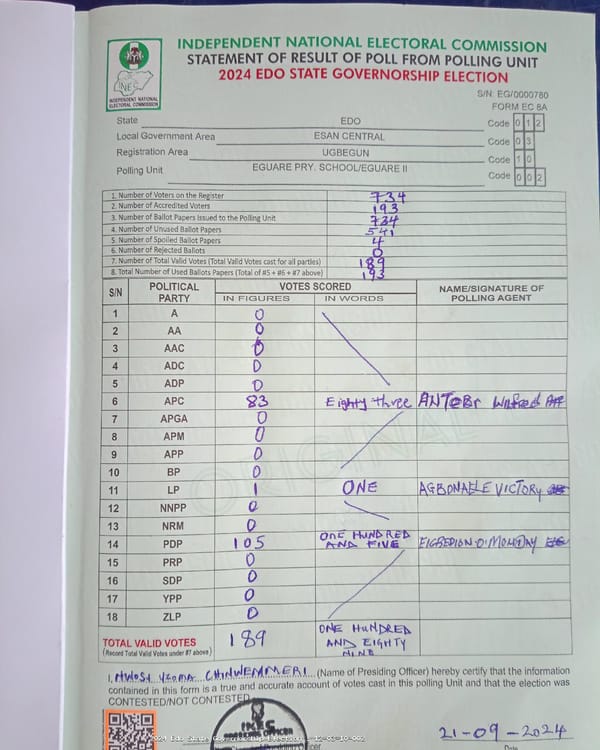 INDEPENDENT NATIONAL ELECTORAL COMMISSION
STATEMENT OF RESULT OF POLL FROM POLLING UNIT
2024 EDO STATE GOVERNORSHIP ELECTION
INEC
INDEPENDENT NATIONAL
ELECTORAL COMMISSION
S/N: EG/0000780
FORM EC 8A
State EDO Code 0 1 2
Local Government Area ESAN CENTRAL Code 0 3
Registration Area UGBEGUN Code 1 0
Polling Unit EGUARE PRY. SCHOOL/EGUARE II Code 0 0 2
1. Number of Voters on the Register 734
2. Number of Accredited Voters 193
3. Number of Ballot Papers Issued to the Polling Unit 734
4. Number of Unused Ballot Papers 541
5. Number of Spoiled Ballot Papers 4
6. Number of Rejected Ballots 0
7. Number of Total Valid Votes (Total Valid Votes cast for all parties) 189
8. Total Number of Used Ballots Papers (Total of #5 + #6 + #7 above) 193
S/N POLITICAL PARTY VOTES SCORED NAME/SIGNATURE OF POLLING AGENT
IN FIGURES IN WORDS
1 A 0
2 AA 0
3 AAC 0
4 ADC 0
5 ADP 0
6 APC 83 Eighty three
7 APGA 0
8 APM 0
9 APP 0
10 BP 0
11 LP 1 ONE AGBONAELE VICTORY
12 NNPP 0
13 NRM 0
14 PDP 105 ONE HUNDRED AND FIVE
15 PRP 0
16 SDP 0
17 YPP 0
18 ZLP 0
TOTAL VALID VOTES 189 ONE HUNDRED AND EIGHTY NINE
(Record Total Valid Votes under #7 above)
ORIGINAL
I, (Name of Presiding Officer) hereby certify that the information
contained in this form is a true and accurate account of votes cast in this polling Unit and that the election was
CONTESTED/NOT CONTESTED.
21-09-2024
Date